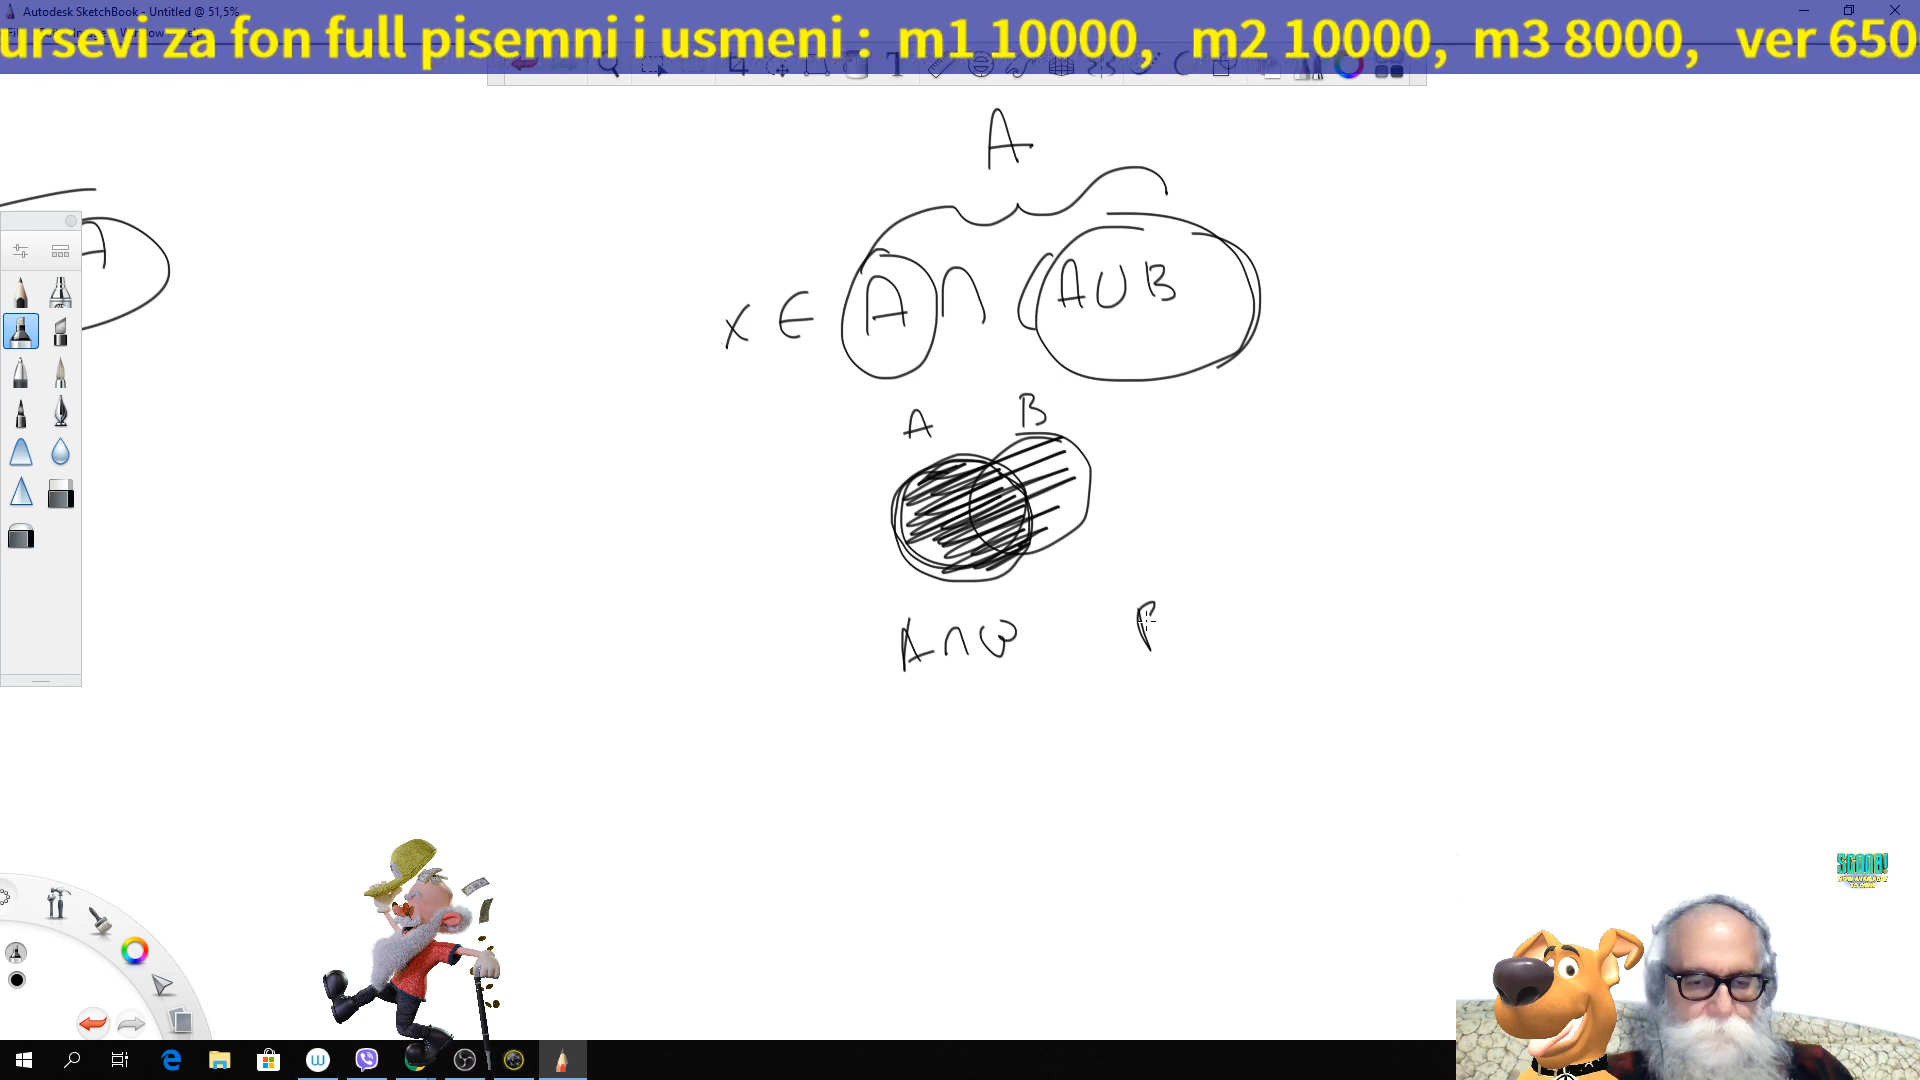 Autodesk SketchBook - Untitled @ 51,5%
ursevi za fon full pisemni i usmeni : m1 10000, m2 10000, m3 8000, ver 650
A
A
x ∈ A ∩ (A ∪ B
A B
A ∩
SCOOB!